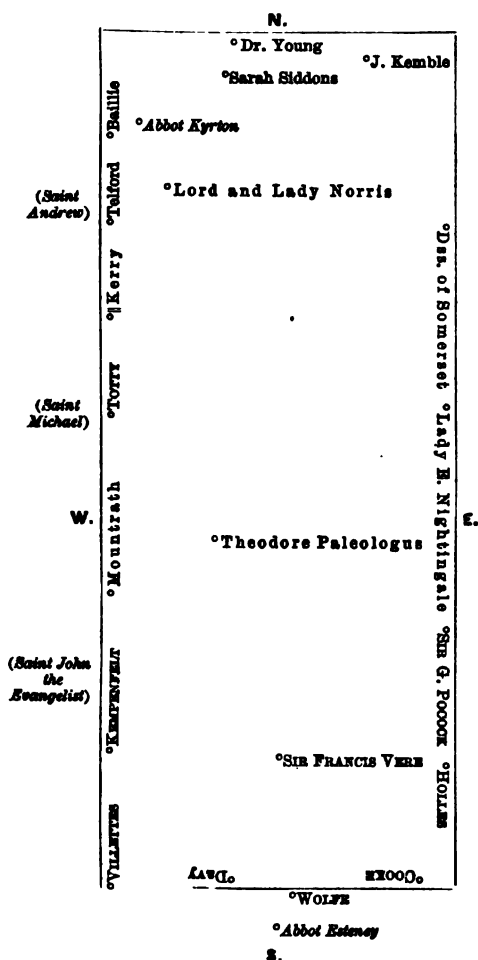 N.
°Dr. Young
°J. Kemble
°Sarah Siddons
°Baillie
°Abbot Kyrton
(Saint
Andrew)
°Telford
°Lord and Lady Norris
°||Kerry
°Dss. of Somerset
(Saint
Michael)
°TOTTY
°Lady E. Nightingale
W.
°Mountrath
°Theodore Paleologus
E.
(Saint John
the
Evangelist)
°KEMPENFELT
°SIR G. POCOCK
°SIR FRANCIS VERE
°HOLLES
°VILLETTES
°DAVY
°COOKE
°WOLFE
°Abbot Esteney
S.